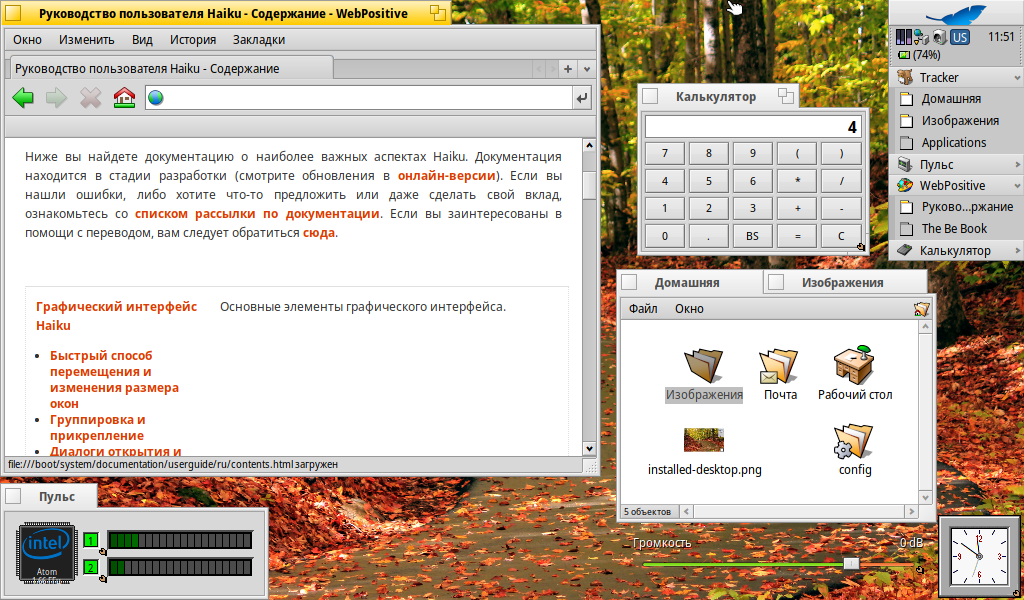 Руководство пользователя Haiku - Содержание - WebPositive
Окно Изменить Вид История Закладки
Руководство пользователя Haiku - Содержание
Ниже вы найдете документацию о наиболее важных аспектах Haiku. Документация
находится в стадии разработки (смотрите обновления в онлайн-версии). Если вы
нашли ошибки, либо хотите что-то предложить или даже сделать свой вклад,
ознакомьтесь со списком рассылки по документации. Если вы заинтересованы в
помощи с переводом, вам следует обратиться сюда.
Графический интерфейс
Haiku
Основные элементы графического интерфейса.
Быстрый способ
перемещения и
изменения размера
окон
Группировка и
прикрепление
Диалоги открытия и
file:///boot/system/documentation/userguide/ru/contents.html загружен
Пульс
intel
Atom
1
2
Калькулятор
4
7 8 9 ( )
4 5 6 * /
1 2 3 + -
0 . BS = C
Домашняя Изображения
Файл Окно
Изображения Почта Рабочий стол
installed-desktop.png config
5 объектов
Громкость 0 dB
US 11:51
(74%)
Tracker
Домашняя
Изображения
Applications
Пульс
WebPositive
Руково...ржание
The Be Book
Калькулятор
12
9 3
6